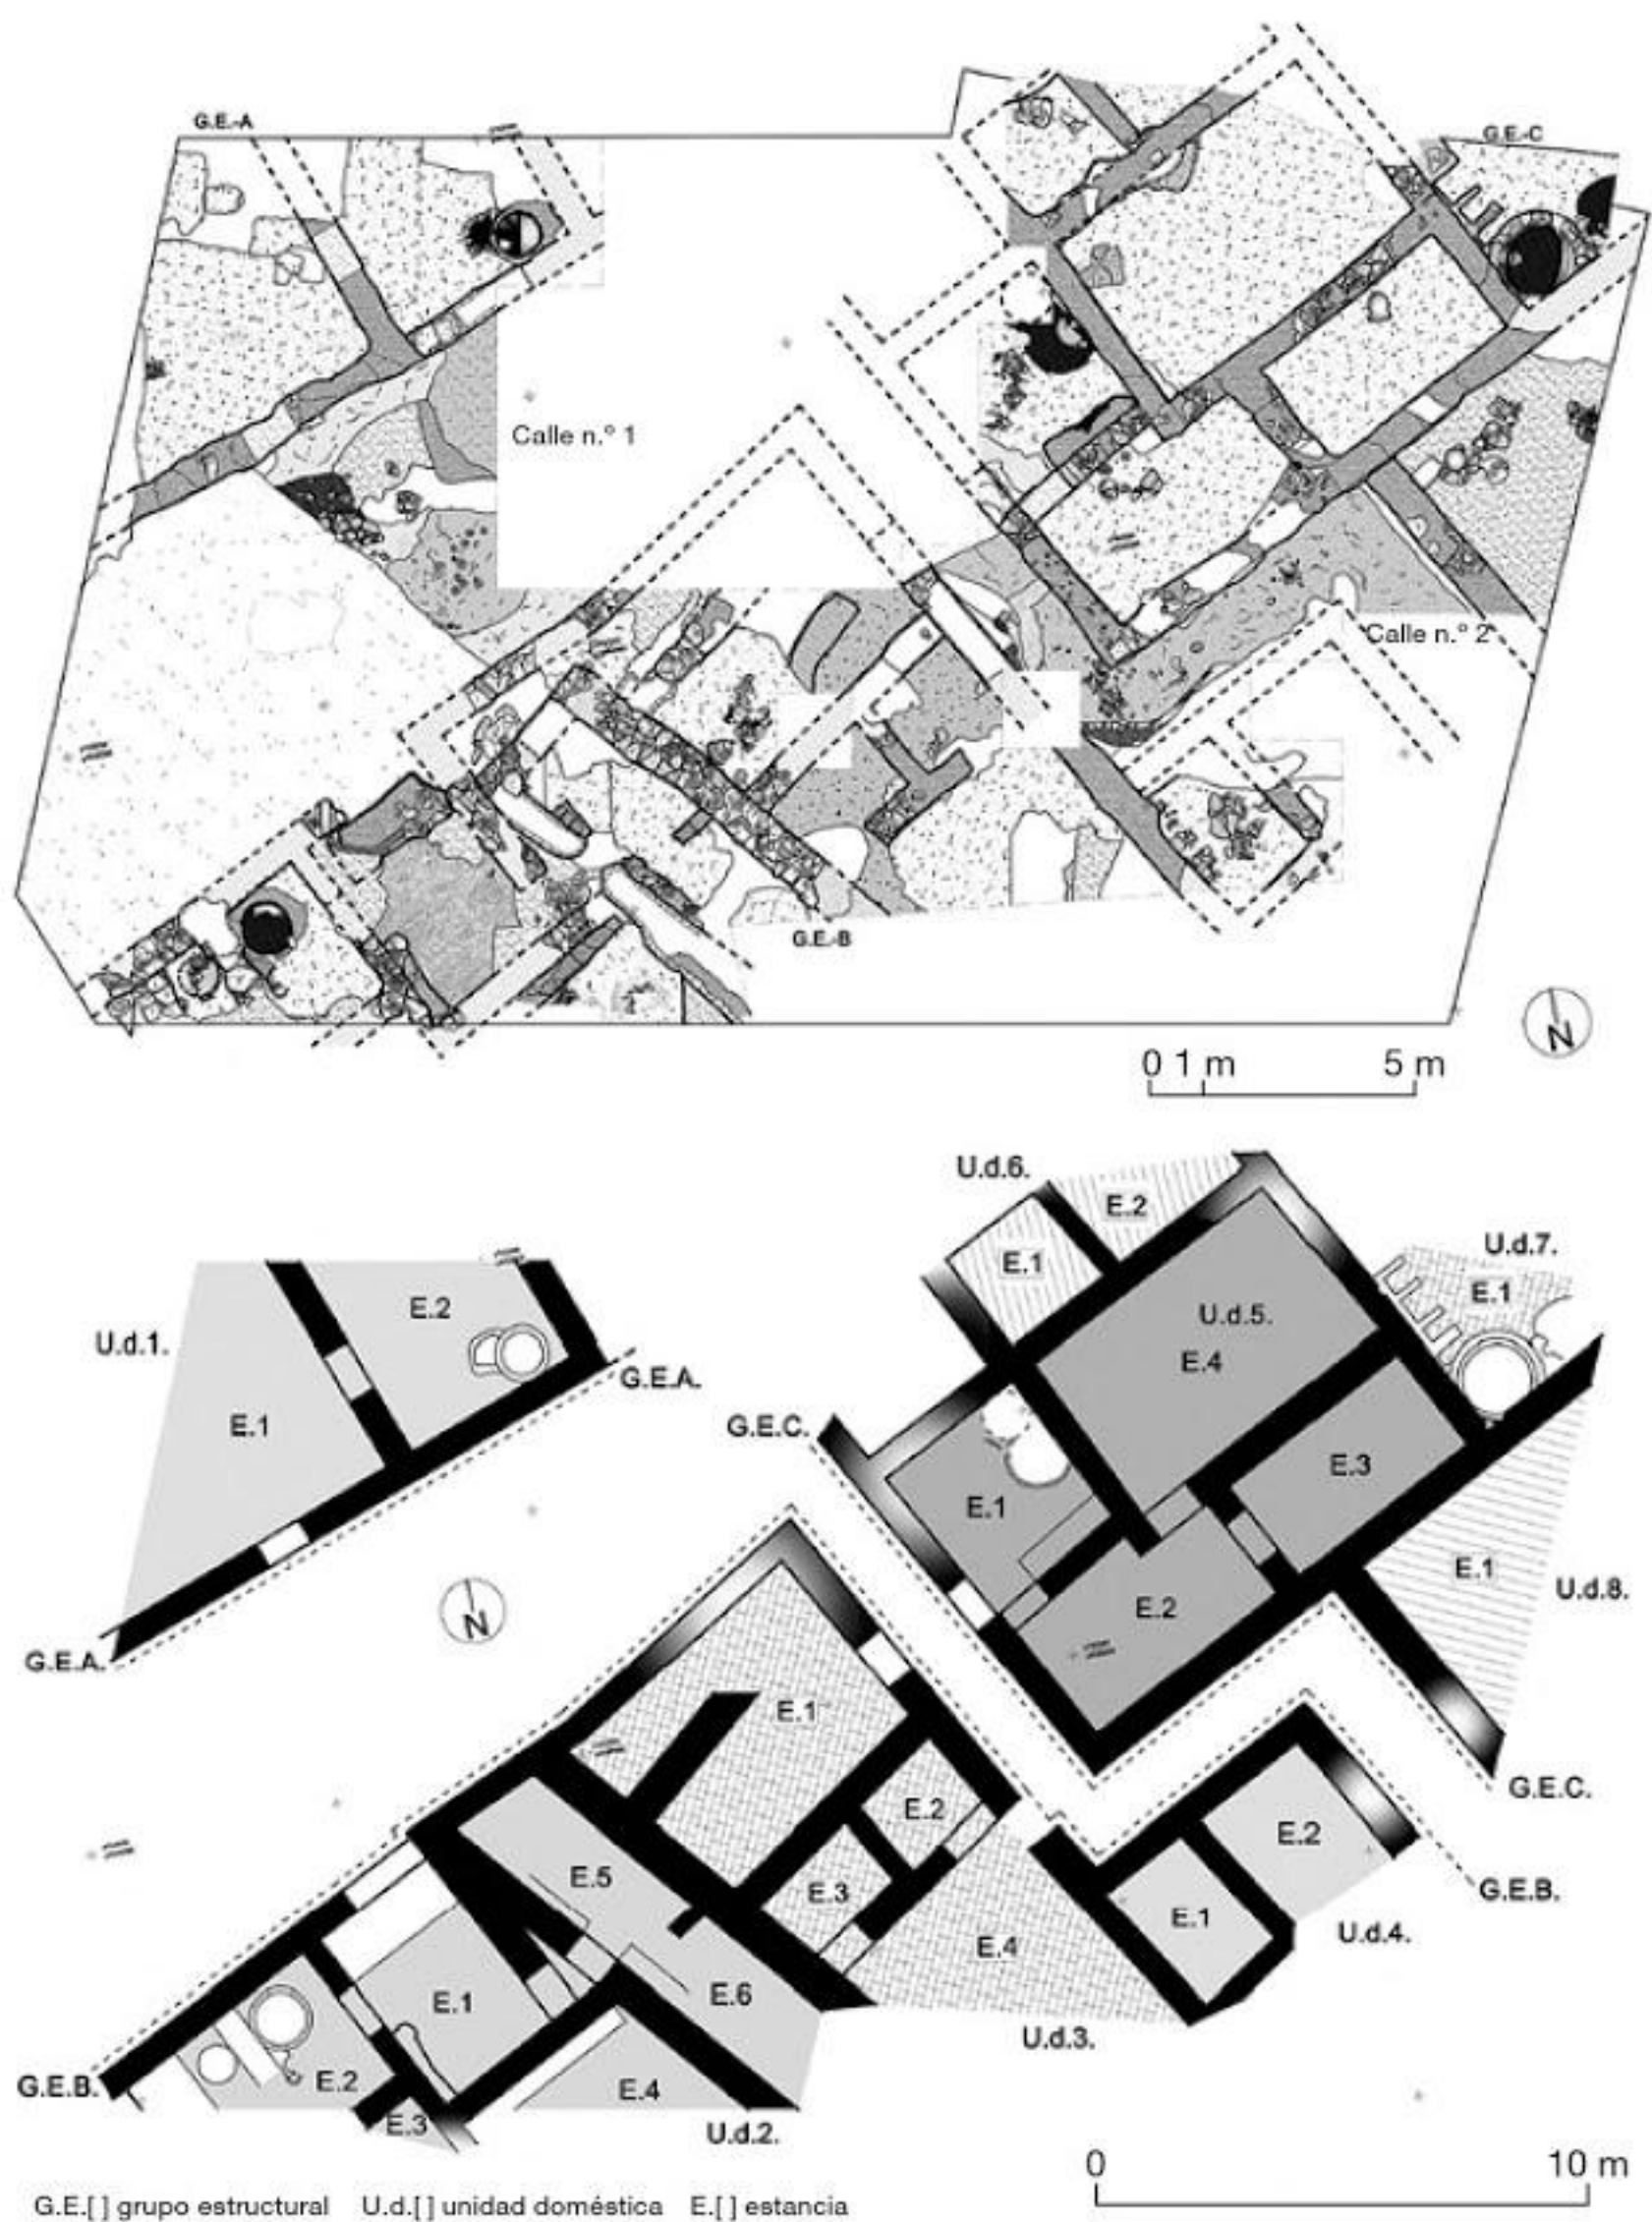 G.E.-A
G.E.-C
Calle n.º 1
Calle n.º 2
G.E.-B
N
0 1 m 5 m
U.d.6.
E.2
E.1
U.d.7.
E.1
U.d.1.
E.2
U.d.5.
E.4
G.E.A.
E.1
G.E.C.
E.3
E.1
E.1
U.d.8.
N
E.2
G.E.A.
E.1
G.E.C.
E.2
E.2
E.5
G.E.B.
E.3
E.1
U.d.4.
E.4
E.6
E.1
U.d.3.
E.2
G.E.B.
E.4
E.3
U.d.2.
0 10 m
G.E.[ ] grupo estructural U.d.[ ] unidad doméstica E.[ ] estancia